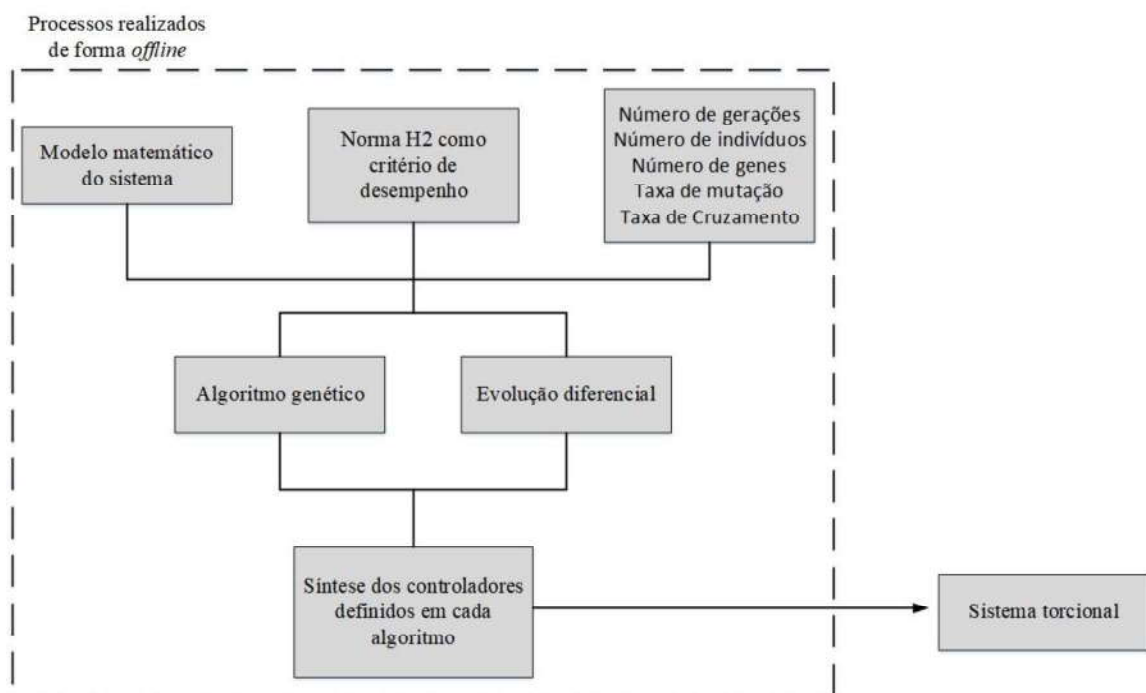 Processos realizados
de forma offline
Modelo matemático
do sistema
Norma H2 como
critério de
desempenho
Número de gerações
Número de indivíduos
Número de genes
Taxa de mutação
Taxa de Cruzamento
Algoritmo genético
Evolução diferencial
Síntese dos controladores
definidos em cada
algoritmo
Sistema torcional